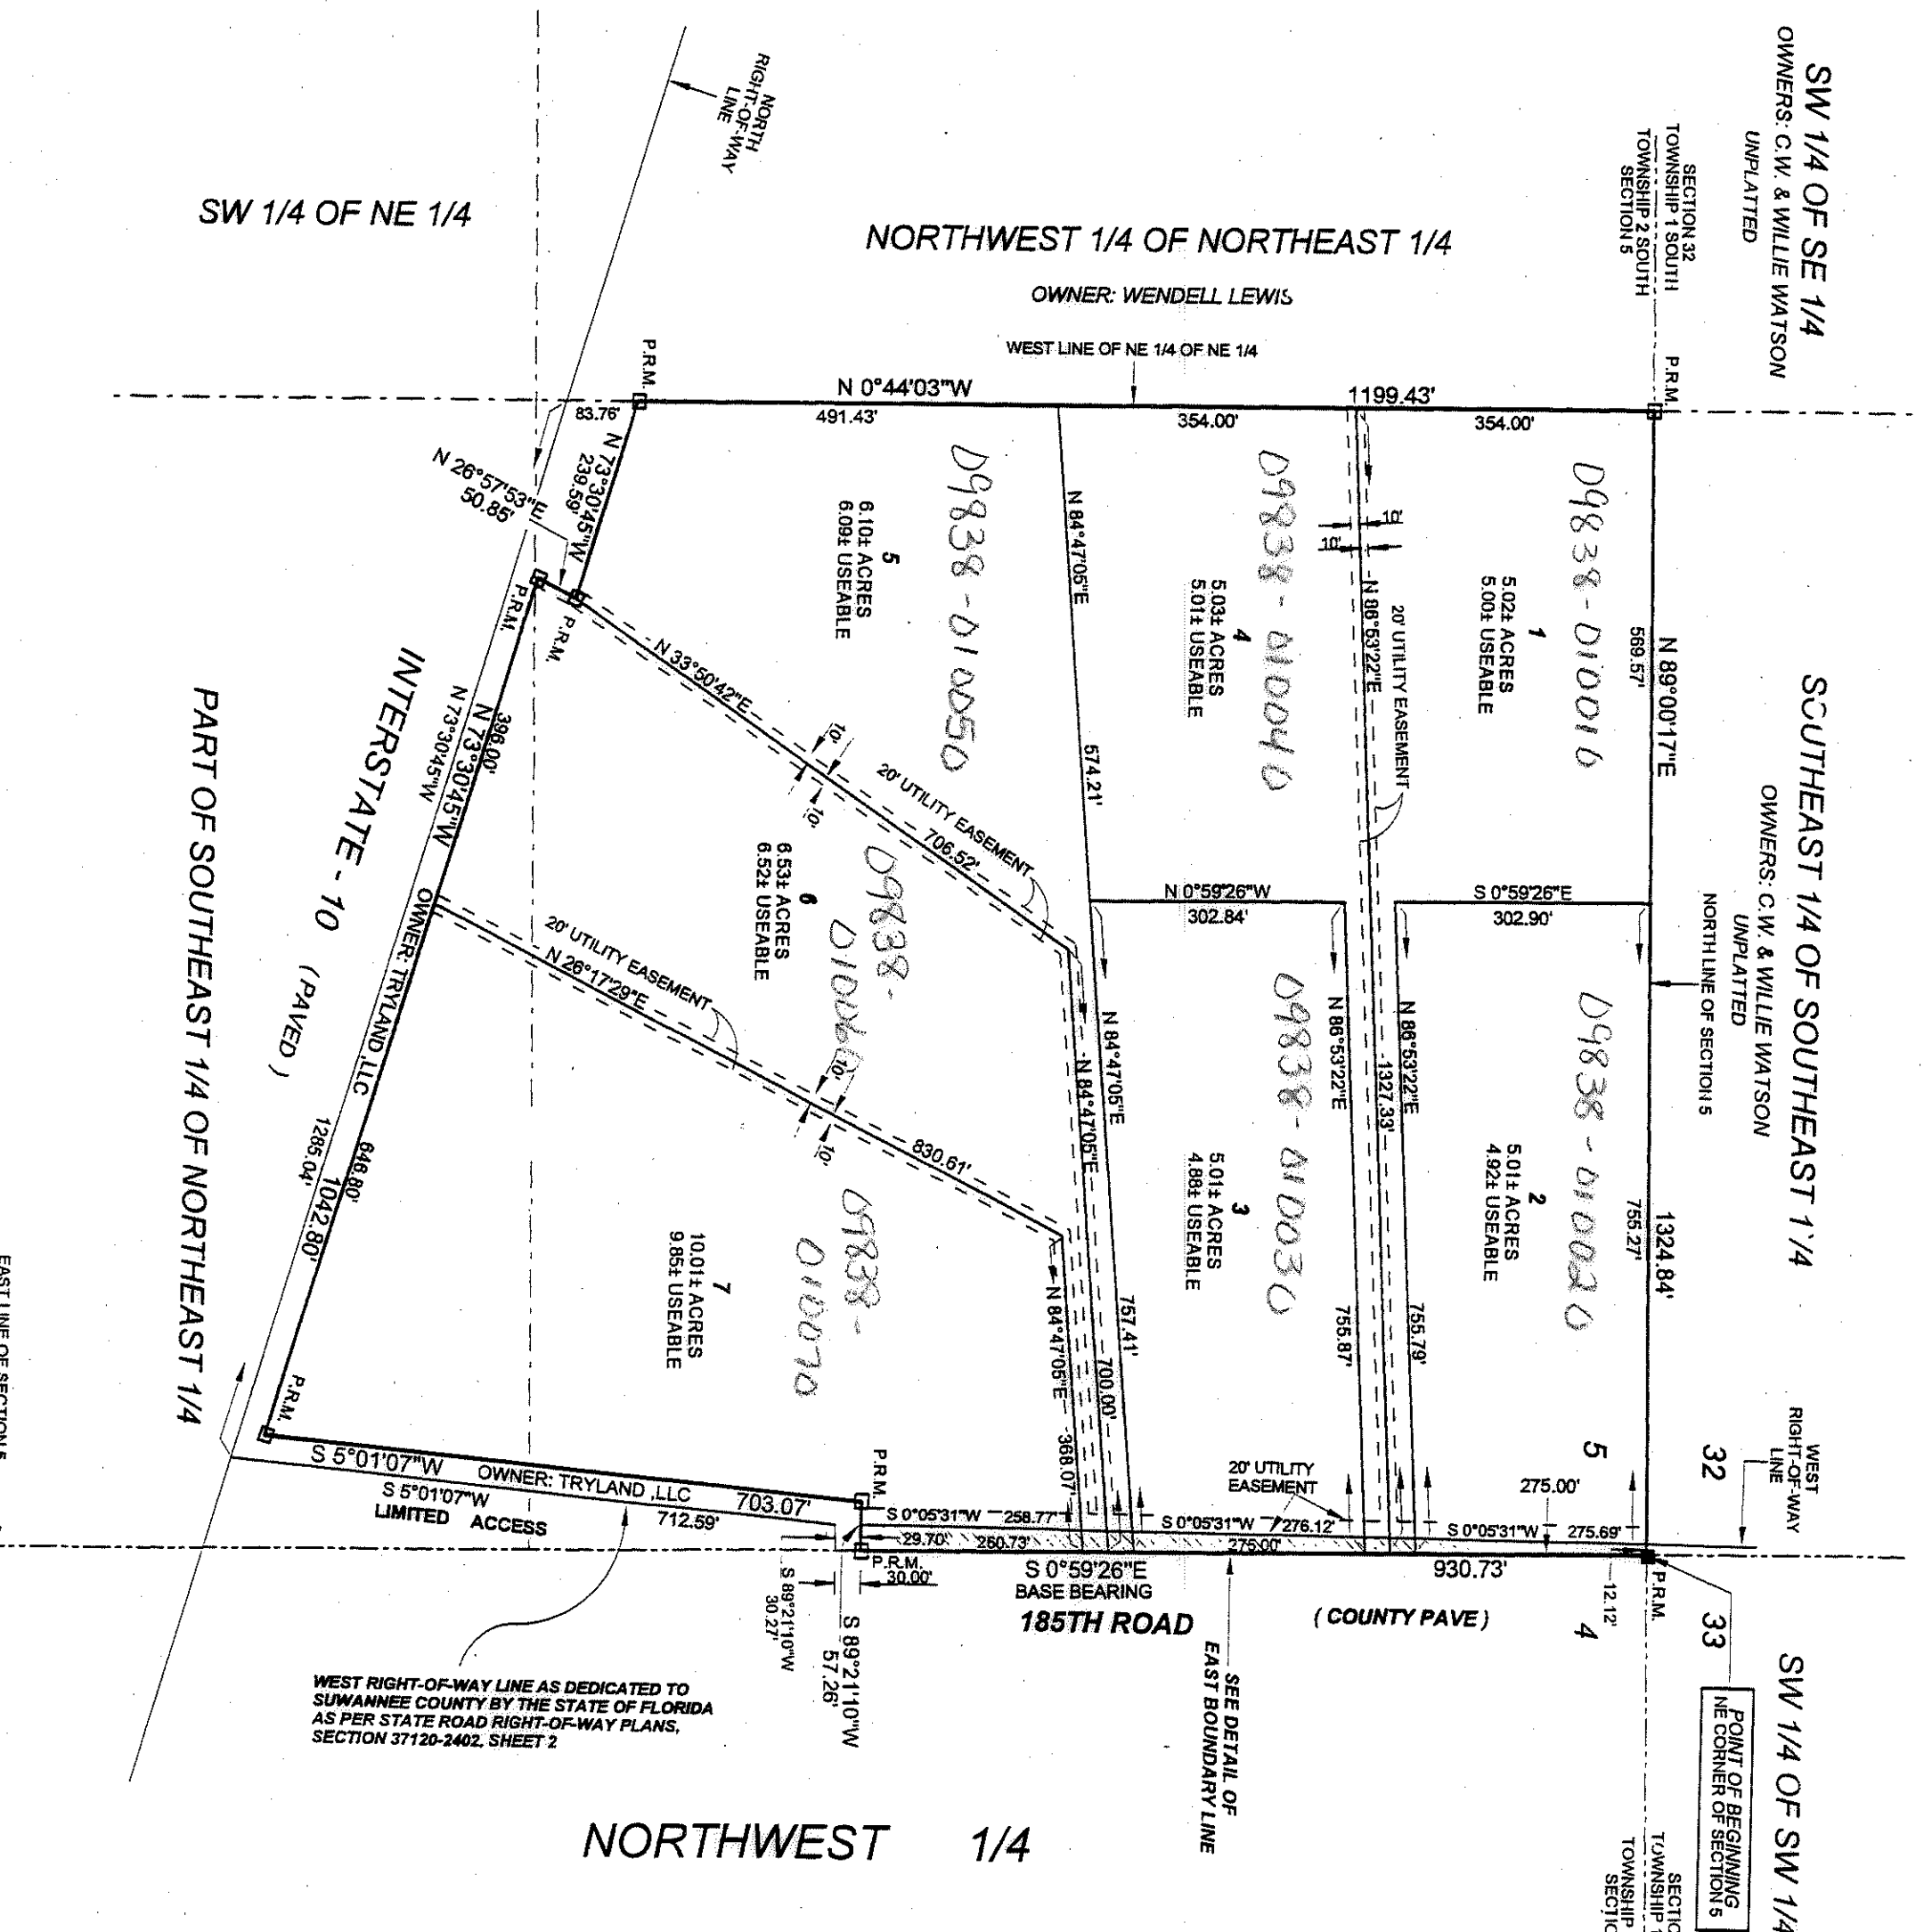 SW 1/4 OF SE 1/4
OWNERS: C.W. & WILLIE WATSON
UNPLATTED
SECTION 32
TOWNSHIP 1 SOUTH
TOWNSHIP 2 SOUTH
SECTION 5
P.R.M.
NORTH
RIGHT-OF-WAY
LINE
SW 1/4 OF NE 1/4
NORTHWEST 1/4 OF NORTHEAST 1/4
OWNER: WENDELL LEWIS
WEST LINE OF NE 1/4 OF NE 1/4
P.R.M.
N 0°44'03"W
1199.43'
83.76'
491.43'
354.00'
354.00'
N 73°30'45"W
239.59'
N 26°57'53"E
50.85'
P.R.M.
P.R.M.
SOUTHEAST 1/4 OF SOUTHEAST 1/4
OWNERS: C.W. & WILLIE WATSON
UNPLATTED
NORTH LINE OF SECTION 5
N 89°00'17"E
1324.84'
569.57'
755.27'
D9838-010010
1
5.02± ACRES
5.00± USEABLE
D9838-010020
2
5.01± ACRES
4.92± USEABLE
S 0°59'26"E
302.90'
N 86°53'22"E
755.79'
20' UTILITY EASEMENT
10'
10'
N 86°53'22"E
1327.33'
N 86°53'22"E
755.87'
D9838-010040
4
5.03± ACRES
5.01± USEABLE
N 0°59'26"W
302.84'
D9838-010030
3
5.01± ACRES
4.88± USEABLE
N 84°47'05"E
574.21'
N 84°47'05"E
757.41'
N 84°47'05"E
700.00'
N 84°47'05"E
368.07'
D9838-010050
5
6.10± ACRES
6.09± USEABLE
N 33°50'42"E
706.52'
10'
10'
20' UTILITY EASEMENT
D9838-
010060
6
6.53± ACRES
6.52± USEABLE
20' UTILITY EASEMENT
N 26°17'29"E
830.61'
10'
10'
D9838-
010070
7
10.01± ACRES
9.85± USEABLE
396.00'
N 73°30'45"W
N 73°30'45"W
INTERSTATE - 10
( PAVED )
OWNER: TRYLAND ,LLC
646.80'
1042.80'
1285.04'
P.R.M.
PART OF SOUTHEAST 1/4 OF NORTHEAST 1/4
S 5°01'07"W
OWNER: TRYLAND ,LLC
703.07'
S 5°01'07"W
712.59'
LIMITED ACCESS
P.R.M.
20' UTILITY
EASEMENT
S 0°05'31"W
258.77'
S 0°05'31"W
276.12'
S 0°05'31"W
275.69'
275.00'
29.70'
260.73'
275.00'
P.R.M.
30.00'
S 0°59'26"E
BASE BEARING
930.73'
185TH ROAD
( COUNTY PAVE )
S 89°21'10"W
30.27'
S 89°21'10"W
57.26'
12.12'
P.R.M.
5
32
4
33
WEST
RIGHT-OF-WAY
LINE
POINT OF BEGINNING
NE CORNER OF SECTION 5
SW 1/4 OF SW 1/4
SECTIO
TOWNSHIP 1
TOWNSHIP
SECTIO
SEE DETAIL OF
EAST BOUNDARY LINE
WEST RIGHT-OF-WAY LINE AS DEDICATED TO
SUWANNEE COUNTY BY THE STATE OF FLORIDA
AS PER STATE ROAD RIGHT-OF-WAY PLANS,
SECTION 37120-2402, SHEET 2
NORTHWEST 1/4
EAST LINE OF SECTION 5